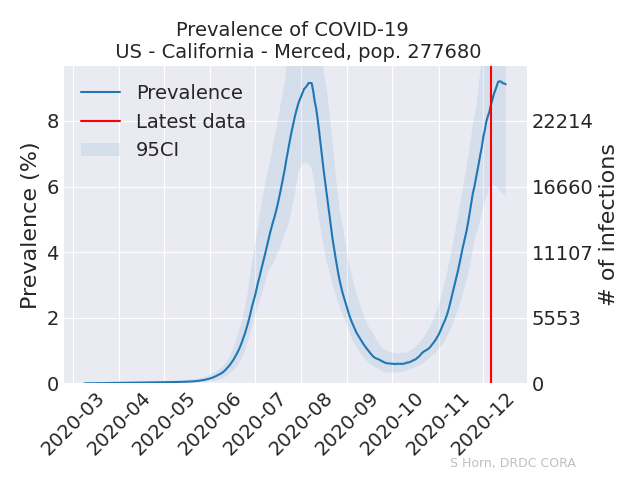 Prevalence of COVID-19
US - California - Merced, pop. 277680
Prevalence
Latest data
95CI
Prevalence (%)
8
6
4
2
0
22214
16660
11107
5553
0
# of infections
2020-03
2020-04
2020-05
2020-06
2020-07
2020-08
2020-09
2020-10
2020-11
2020-12
S Horn, DRDC CORA